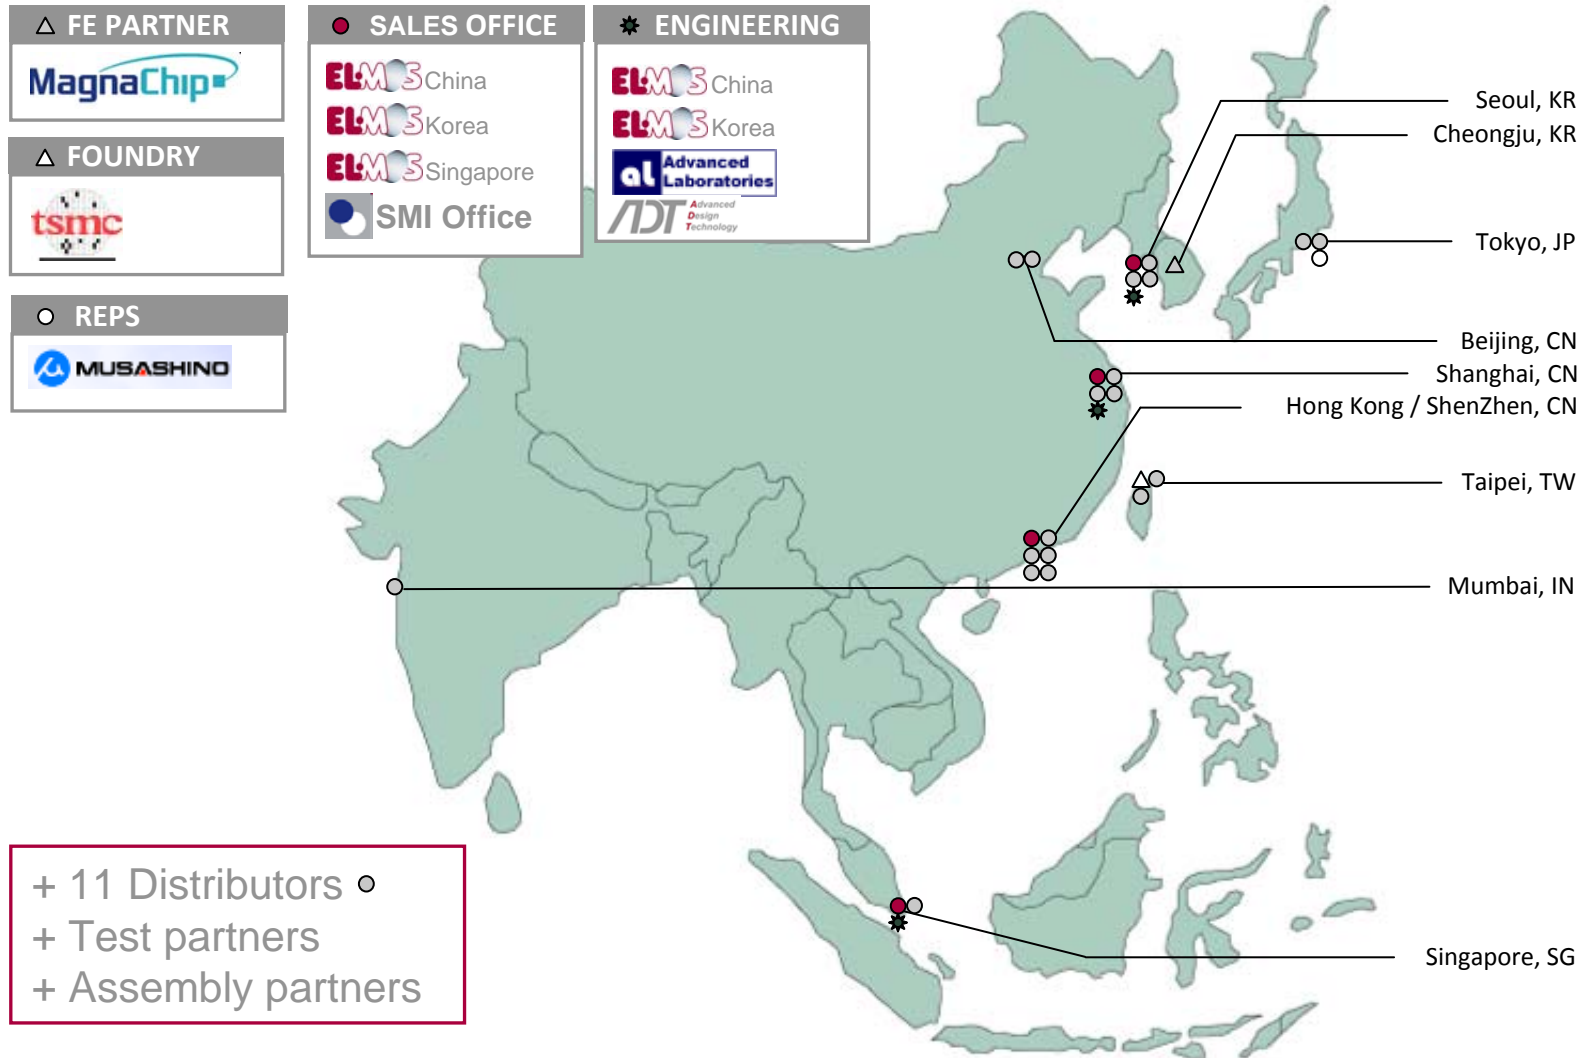 FE PARTNER
MagnaChip
FOUNDRY
tsmc
REPS
MUSASHINO
SALES OFFICE
ELMOS China
ELMOS Korea
ELMOS Singapore
SMI Office
ENGINEERING
ELMOS China
ELMOS Korea
al Advanced
Laboratories
ADT Advanced
Design
Technology
Seoul, KR
Cheongju, KR
Tokyo, JP
Beijing, CN
Shanghai, CN
Hong Kong / ShenZhen, CN
Taipei, TW
Mumbai, IN
Singapore, SG
+ 11 Distributors
+ Test partners
+ Assembly partners